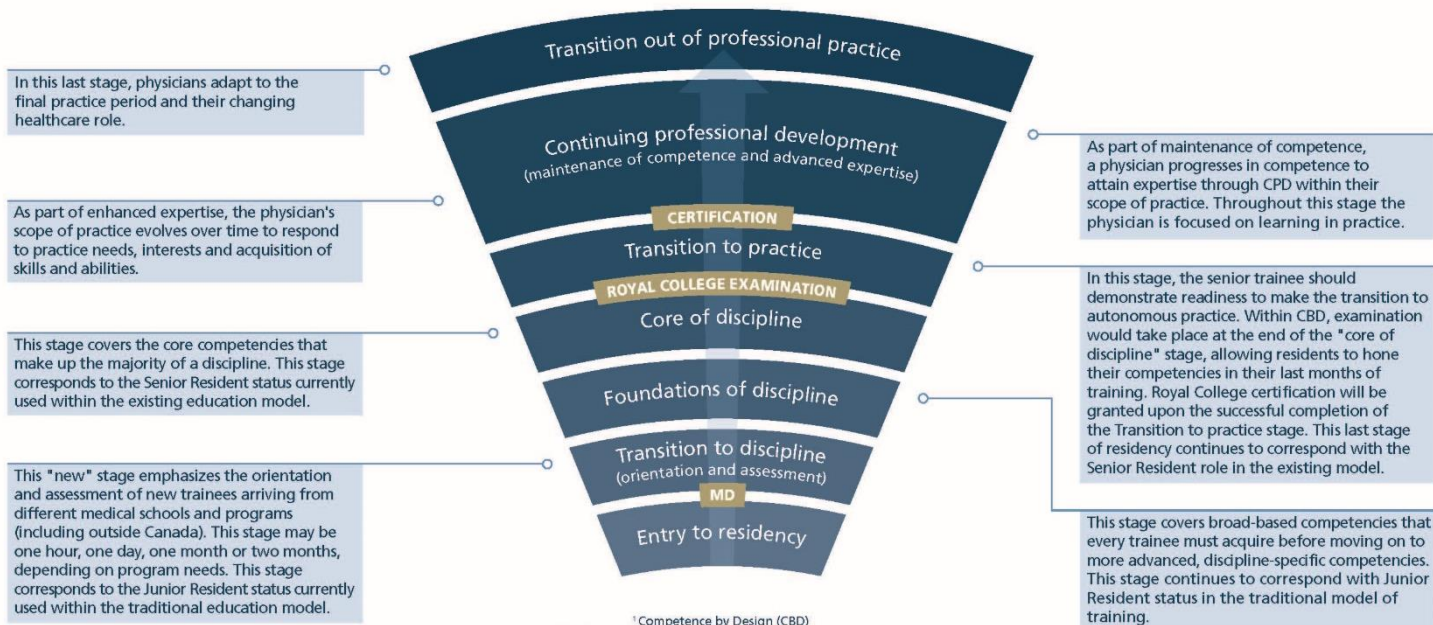 Transition out of professional practice
In this last stage, physicians adapt to the
final practice period and their changing
healthcare role.
Continuing professional development
(maintenance of competence and advanced expertise)
As part of maintenance of competence,
a physician progresses in competence to
attain expertise through CPD within their
scope of practice. Throughout this stage the
physician is focused on learning in practice.
As part of enhanced expertise, the physician's
scope of practice evolves over time to respond
to practice needs, interests and acquisition of
skills and abilities.
CERTIFICATION
Transition to practice
In this stage, the senior trainee should
demonstrate readiness to make the transition to
autonomous practice. Within CBD, examination
would take place at the end of the "core of
discipline" stage, allowing residents to hone
their competencies in their last months of
training. Royal College certification will be
granted upon the successful completion of
the Transition to practice stage. This last stage
of residency continues to correspond with the
Senior Resident role in the existing model.
ROYAL COLLEGE EXAMINATION
Core of discipline
This stage covers the core competencies that
make up the majority of a discipline. This stage
corresponds to the Senior Resident status currently
used within the existing education model.
Foundations of discipline
This stage covers broad-based competencies that
every trainee must acquire before moving on to
more advanced, discipline-specific competencies.
This stage continues to correspond with Junior
Resident status in the traditional model of
training.
Transition to discipline
(orientation and assessment)
This "new" stage emphasizes the orientation
and assessment of new trainees arriving from
different medical schools and programs
(including outside Canada). This stage may be
one hour, one day, one month or two months,
depending on program needs. This stage
corresponds to the Junior Resident status currently
used within the traditional education model.
MD
Entry to residency
¹ Competence by Design (CBD)